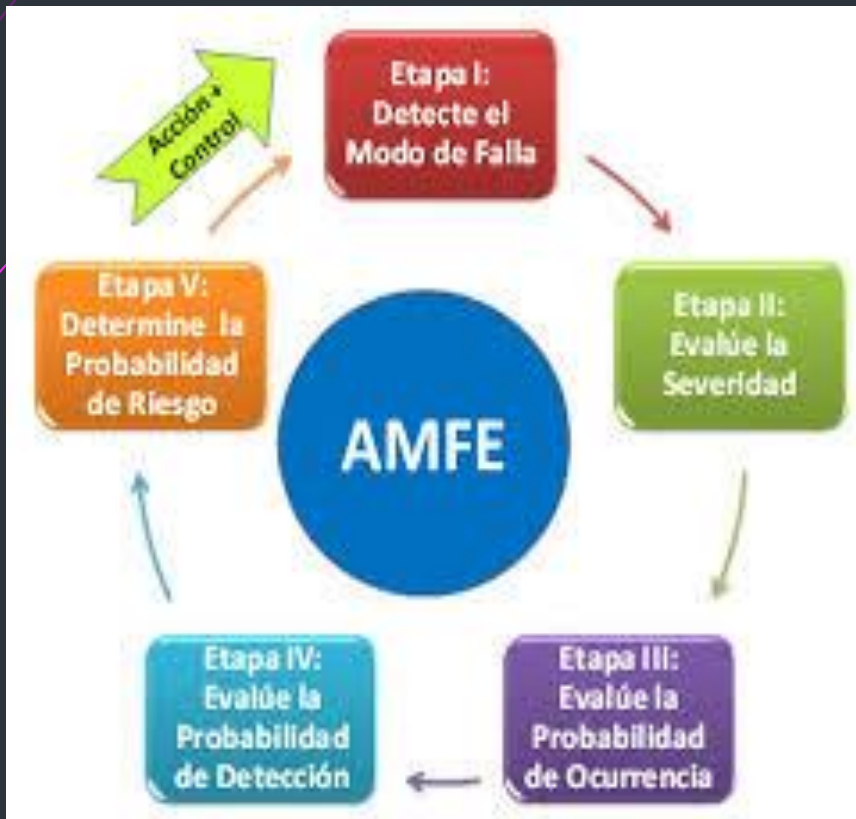 Acción +
Control
Etapa I:
Detecte el
Modo de Falla
Etapa II:
Evalúe la
Severidad
Etapa III:
Evalúe la
Probabilidad
de Ocurrencia
Etapa IV:
Evalúe la
Probabilidad
de Detección
Etapa V:
Determine la
Probabilidad
de Riesgo
AMFE